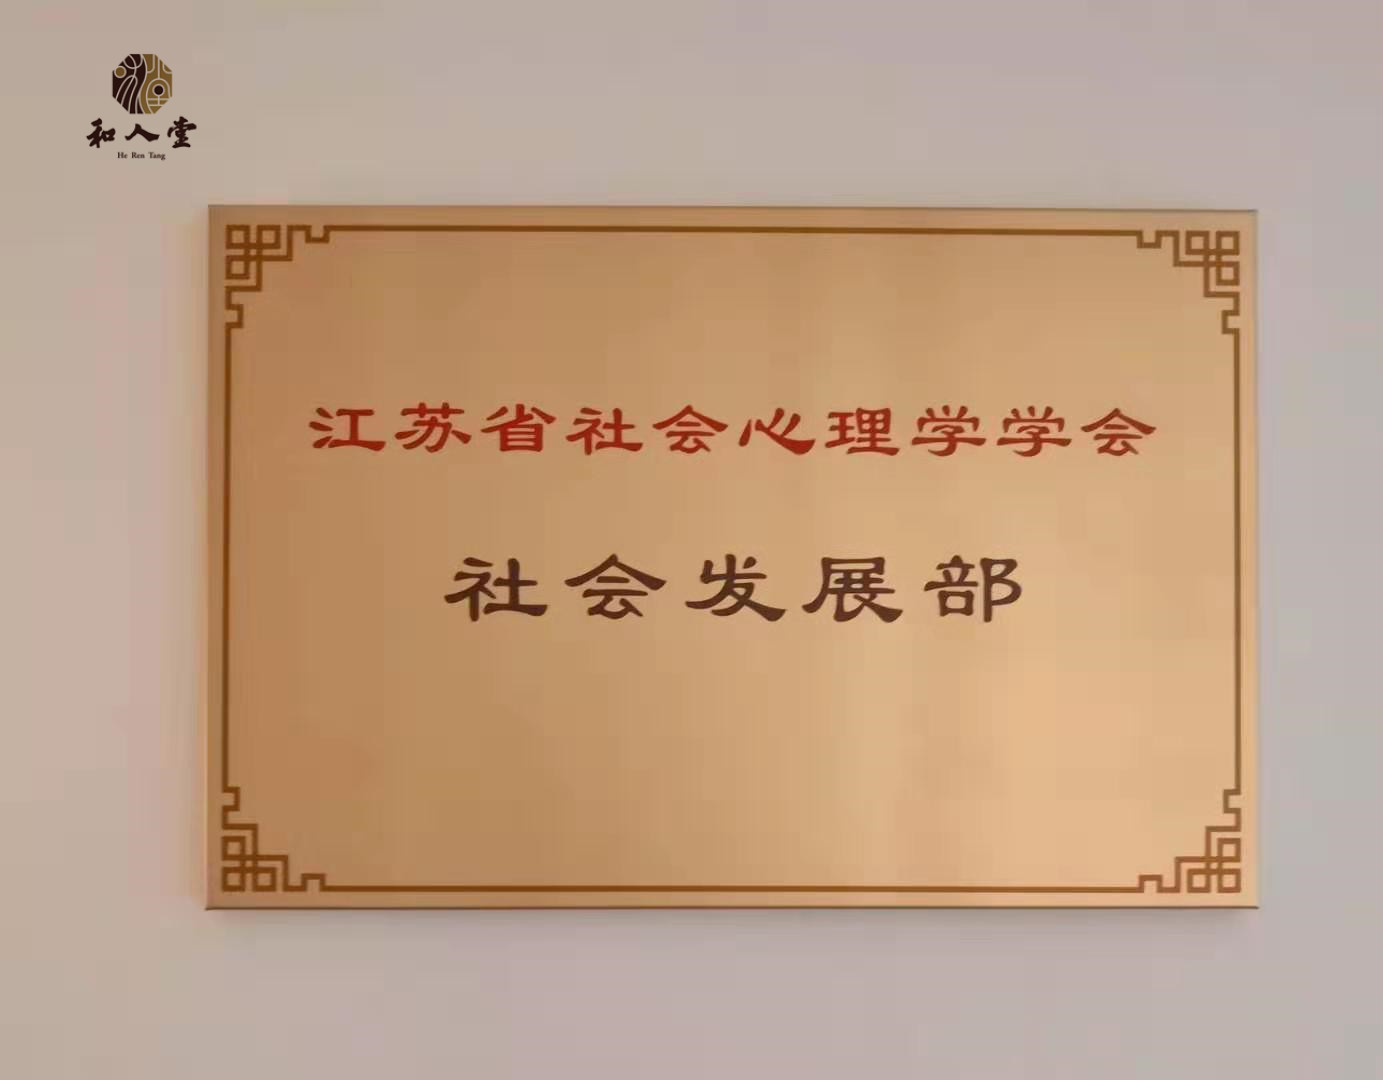 和人堂
He Ren Tang
江苏省社会心理学学会
社会发展部